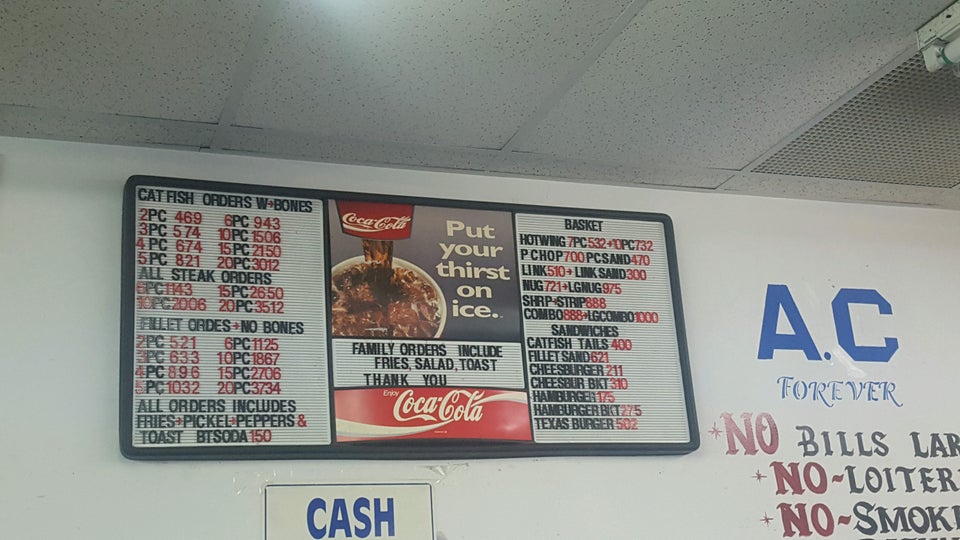 CATFISH ORDERS W+BONES
2PC 469 6PC 943
3PC 574 10PC 1506
4PC 674 15PC 2150
5PC 821 20PC 3012
ALL STEAK ORDERS
5PC 1143 15PC 2650
10PC 2006 20PC 3512
FILLET ORDES+NO BONES
2PC 521 6PC 1125
3PC 633 10PC 1867
4PC 896 15PC 2706
5PC 1032 20PC 3734
ALL ORDERS INCLUDES
FRIES+PICKEL+PEPPERS &
TOAST BTSODA 150
Coca-Cola
Put
your
thirst
on
ice.
FAMILY ORDERS INCLUDE
FRIES, SALAD, TOAST
THANK YOU
Enjoy
Coca-Cola
BASKET
HOTWING 7PC 532+10PC 732
P CHOP 700 PC SAND 470
LINK 510+LINK SAND 300
NUG 721+LGNUG 975
SHRP+STRIP 888
COMBO 888+LGCOMBO 1000
SANDWICHES
CATFISH TAILS 400
FILLET SAND 621
CHEESBURGER 211
CHEESBUR BKT 310
HAMBURGER 175
HAMBURGER BKT 275
TEXAS BURGER 502
A.C
FOREVER
NO BILLS LAR
NO~LOITER
NO~SMOKI
CASH